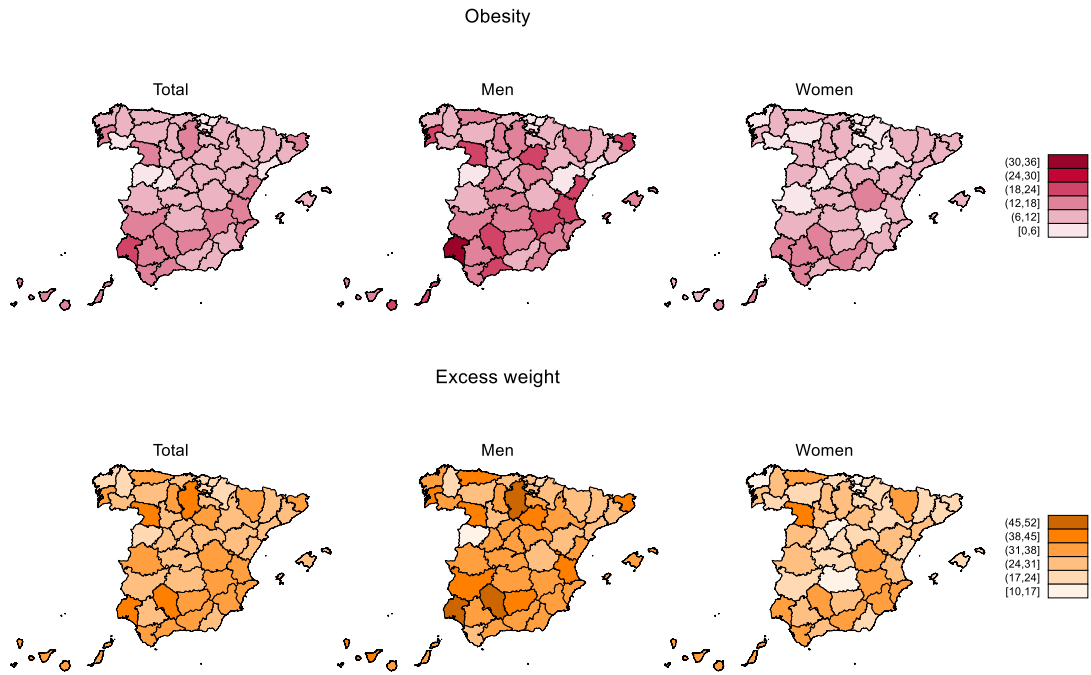 Obesity
Total
Men
Women
(30,36]
(24,30]
(18,24]
(12,18]
(6,12]
[0,6]
Excess weight
Total
Men
Women
(45,52]
(38,45]
(31,38]
(24,31]
(17,24]
[10,17]